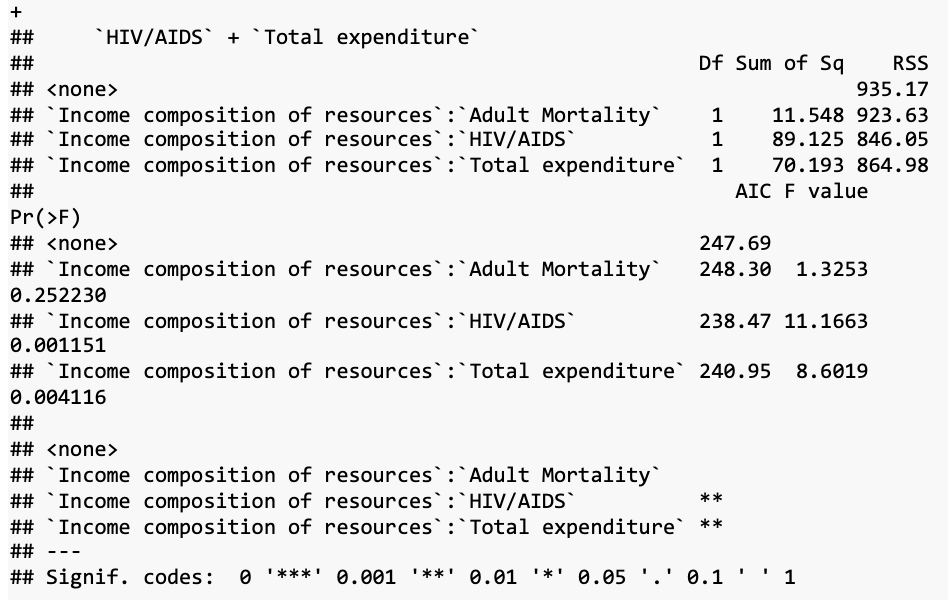 +
##     `HIV/AIDS` + `Total expenditure`
##                                                       Df Sum of Sq    RSS
## <none>                                                             935.17
## `Income composition of resources`:`Adult Mortality`    1    11.548 923.63
## `Income composition of resources`:`HIV/AIDS`           1    89.125 846.05
## `Income composition of resources`:`Total expenditure`  1    70.193 864.98
##                                                          AIC F value
Pr(>F)
## <none>                                                247.69
## `Income composition of resources`:`Adult Mortality`   248.30  1.3253
0.252230
## `Income composition of resources`:`HIV/AIDS`          238.47 11.1663
0.001151
## `Income composition of resources`:`Total expenditure` 240.95  8.6019
0.004116
##
## <none>
## `Income composition of resources`:`Adult Mortality`
## `Income composition of resources`:`HIV/AIDS`          **
## `Income composition of resources`:`Total expenditure` **
## ---
## Signif. codes:  0 '***' 0.001 '**' 0.01 '*' 0.05 '.' 0.1 ' ' 1